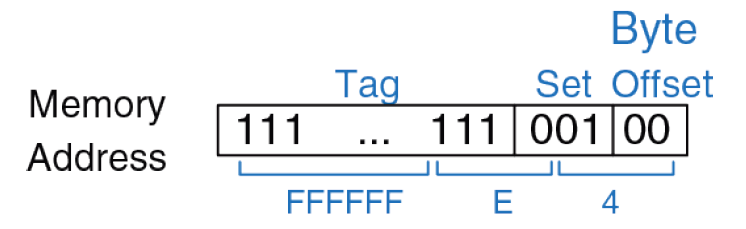 Byte
Tag Set Offset
Memory Address
111 ... 111 001 00
FFFFFF E 4